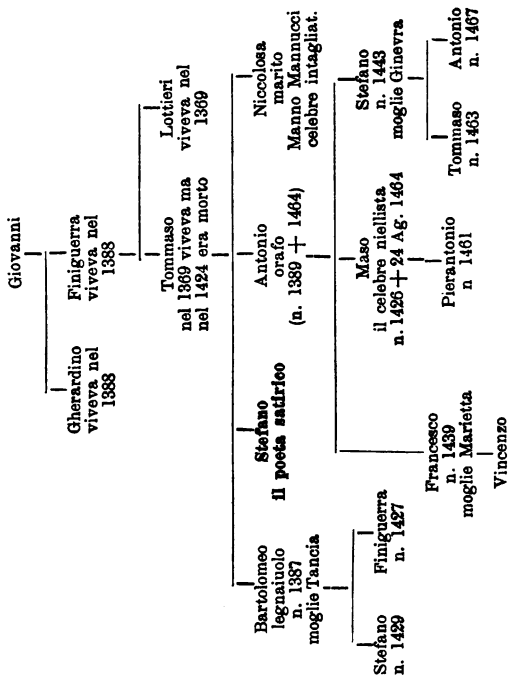 Giovanni
Gherardino
viveva nel
1388
Finiguerra
viveva nel
1388
Tommaso
nel 1369 viveva ma
nel 1424 era morto
Lottieri
viveva nel
1369
Bartolomeo
legnaiuolo
n. 1387
moglie Tancia
Stefano
il poeta satirico
Antonio
orafo
(n. 1389 + 1464)
Niccolosa
marito
Manno Mannucci
celebre intagliat.
Stefano
n. 1429
Finiguerra
n. 1427
Francesco
n. 1439
moglie Marietta
Maso
il celebre niellista
n. 1426 + 24 Ag. 1464
Stefano
n. 1443
moglie Ginevra
Vincenzo
Pierantonio
n 1461
Tommaso
n. 1463
Antonio
n. 1467